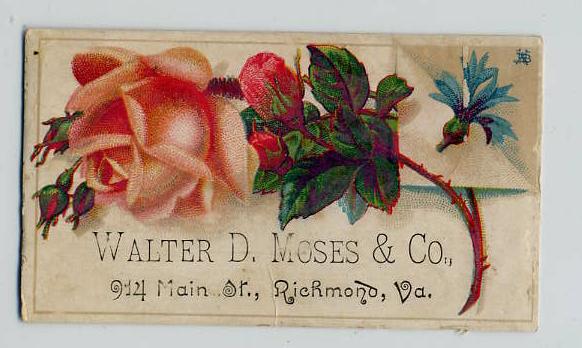 WALTER D. MOSES & CO.,
914 Main St., Richmond, Va.